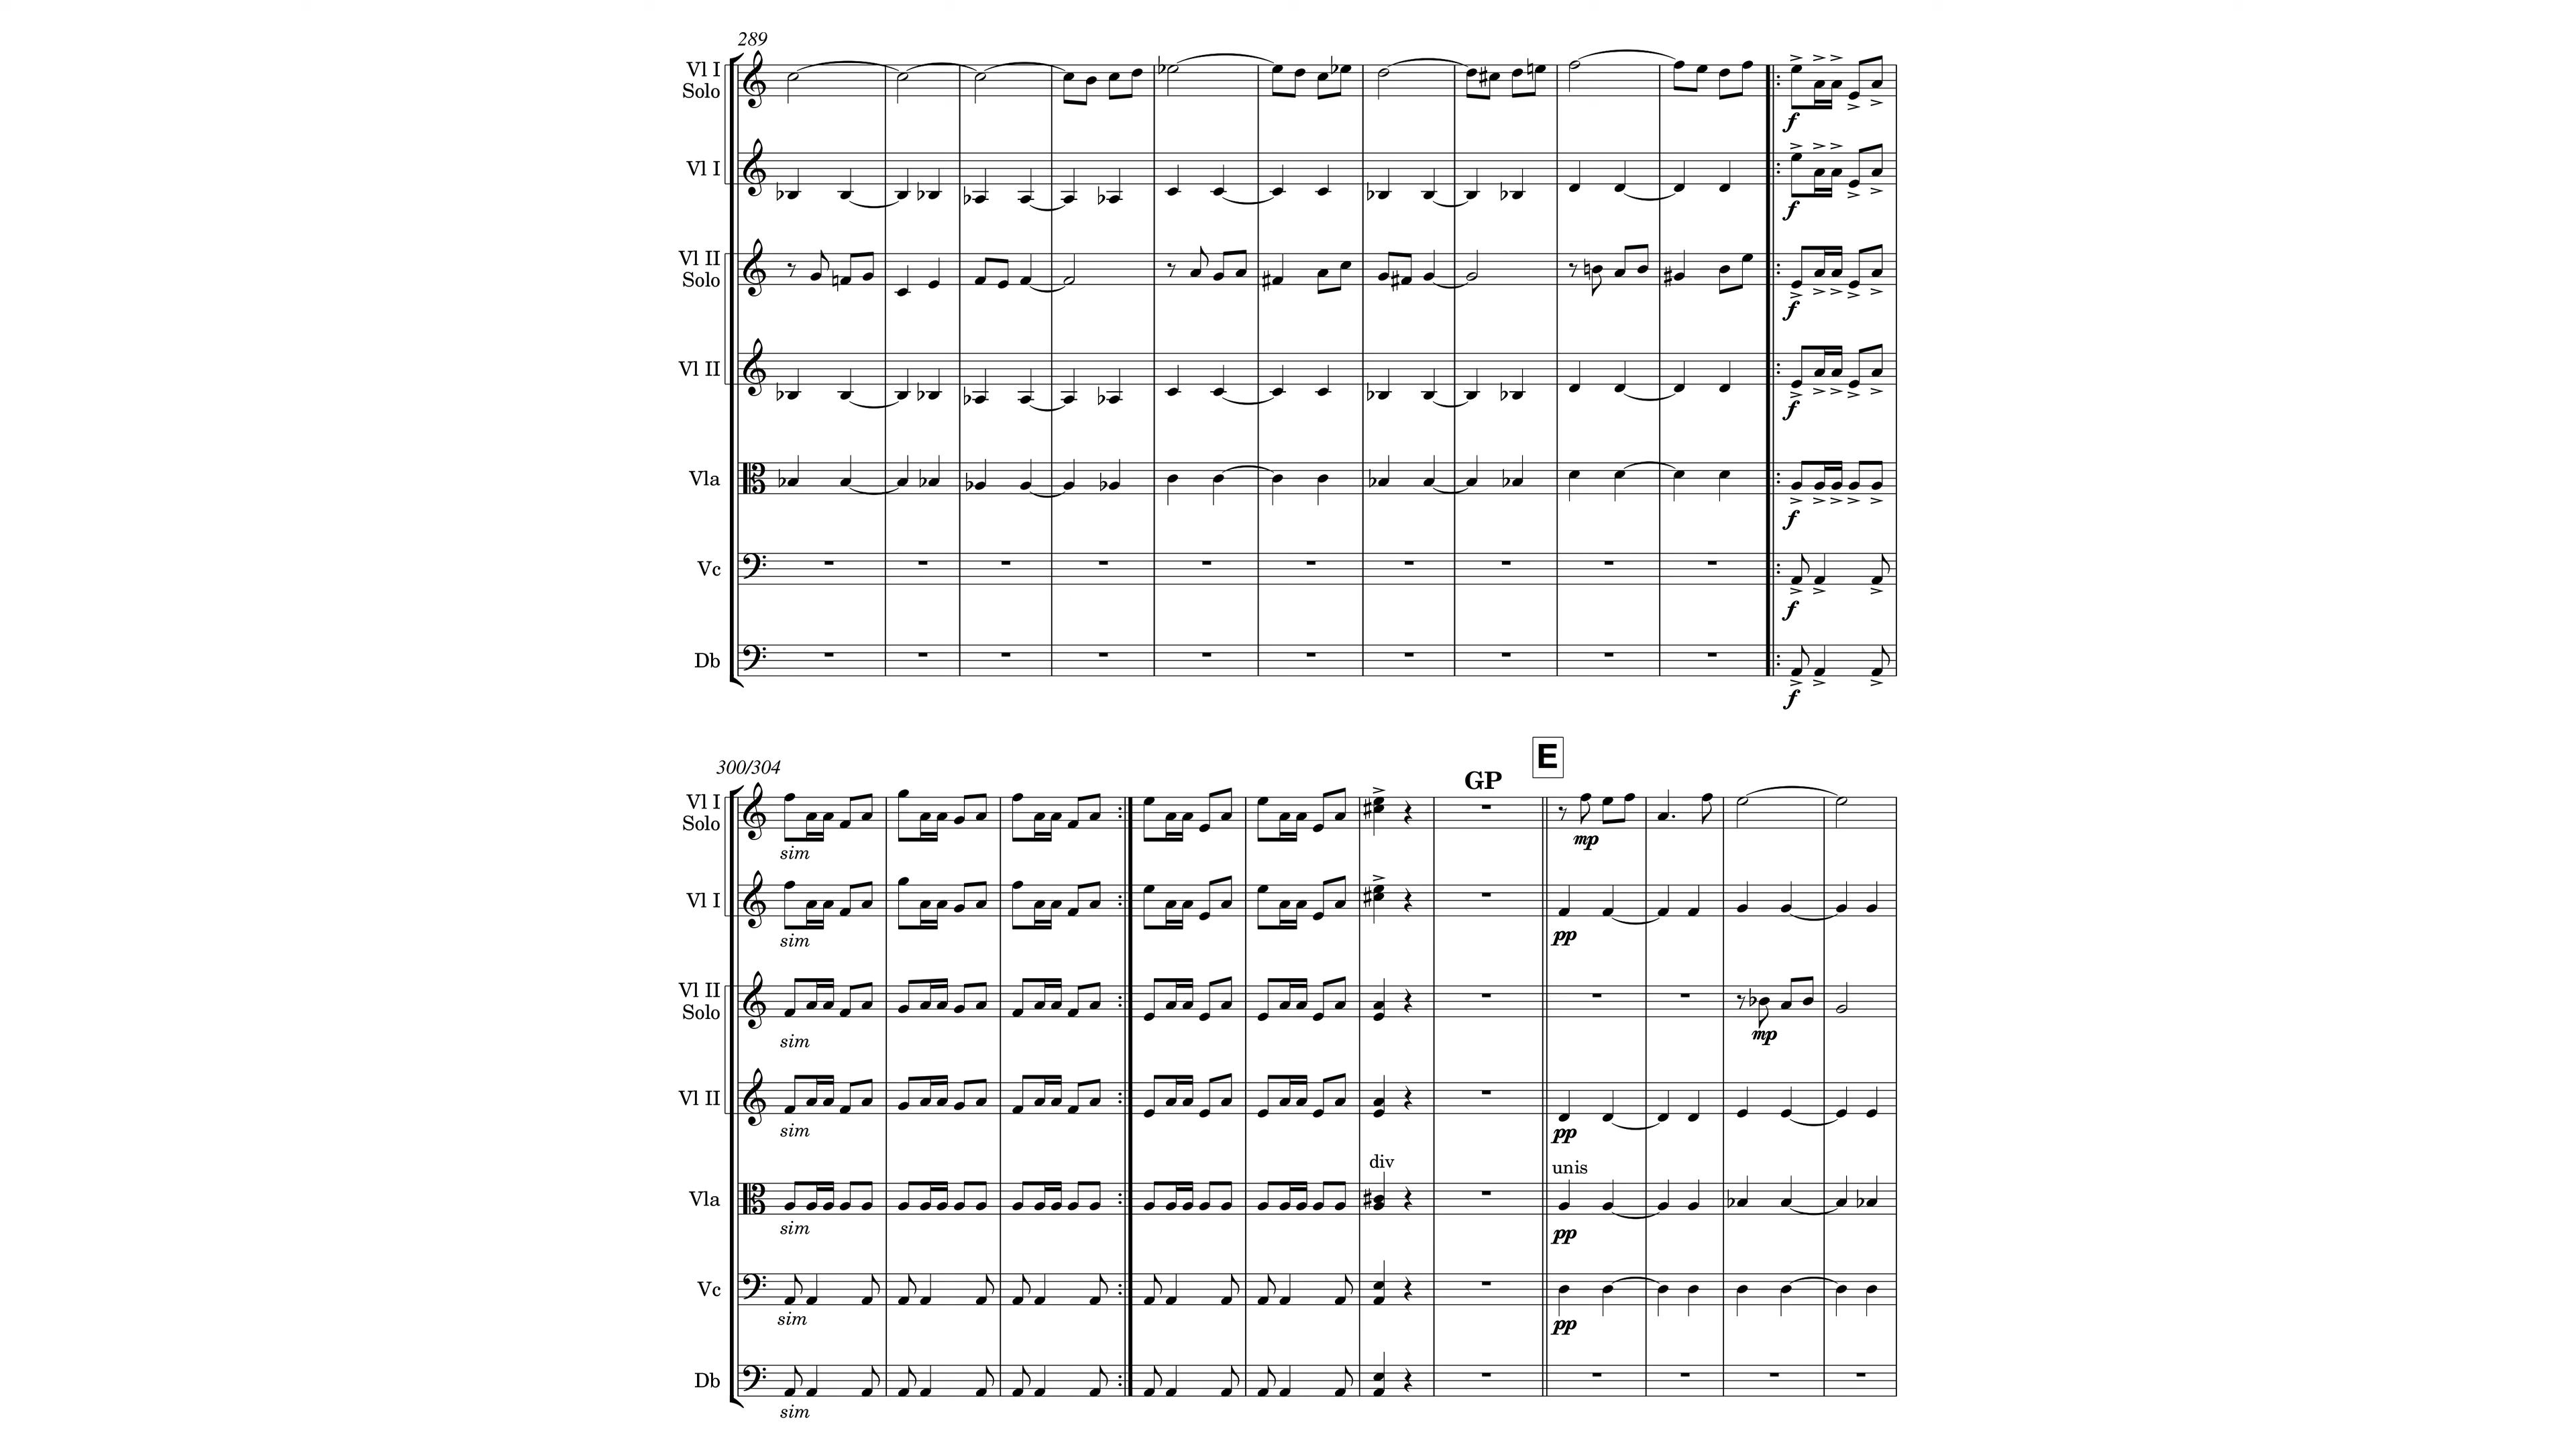 289
Vl I
Solo
f
Vl I
f
Vl II
Solo
f
Vl II
f
Vla
f
Vc
f
Db
f
E
300/304
GP
Vl I
Solo
mp
sim
Vl I
pp
sim
Vl II
Solo
mp
sim
Vl II
pp
sim
div
unis
Vla
pp
sim
Vc
pp
sim
Db
sim